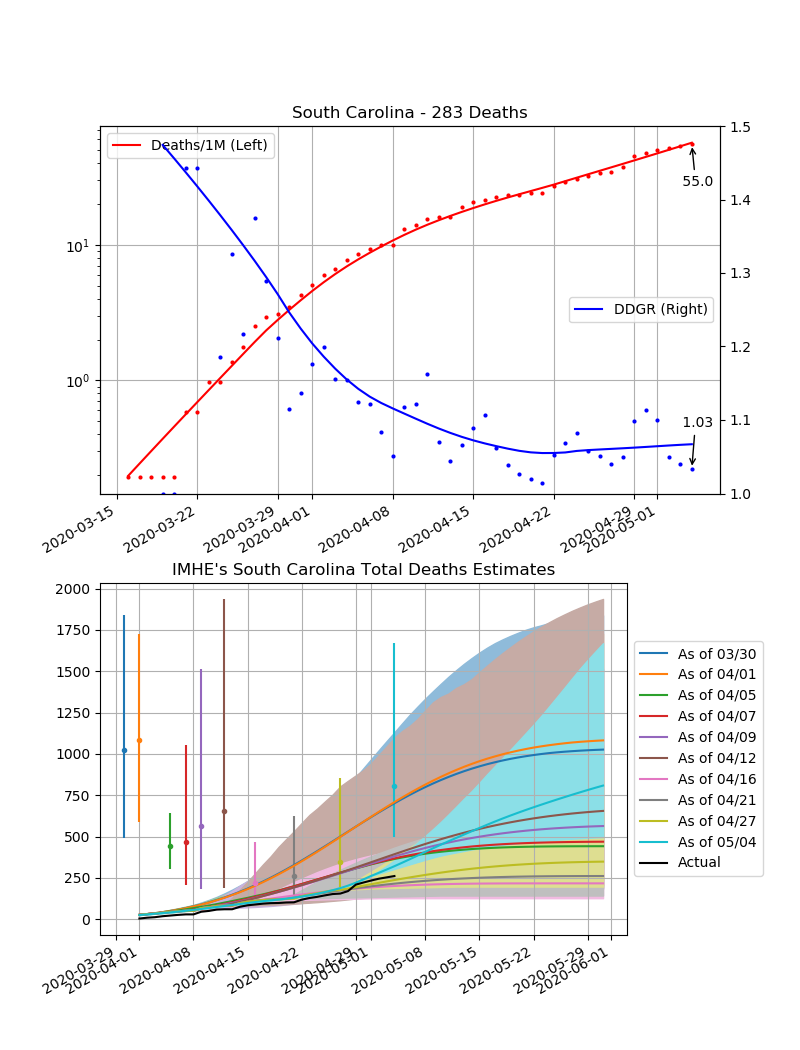 South Carolina - 283 Deaths
Deaths/1M (Left)
DDGR (Right)
55.0
1.03
10^1
10^0
1.5
1.4
1.3
1.2
1.1
1.0
2020-03-15
2020-03-22
2020-03-29
2020-04-01
2020-04-08
2020-04-15
2020-04-22
2020-04-29
2020-05-01
IMHE's South Carolina Total Deaths Estimates
2000
1750
1500
1250
1000
750
500
250
0
2020-03-29
2020-04-01
2020-04-08
2020-04-15
2020-04-22
2020-04-29
2020-05-01
2020-05-08
2020-05-15
2020-05-22
2020-05-29
2020-06-01
As of 03/30
As of 04/01
As of 04/05
As of 04/07
As of 04/09
As of 04/12
As of 04/16
As of 04/21
As of 04/27
As of 05/04
Actual